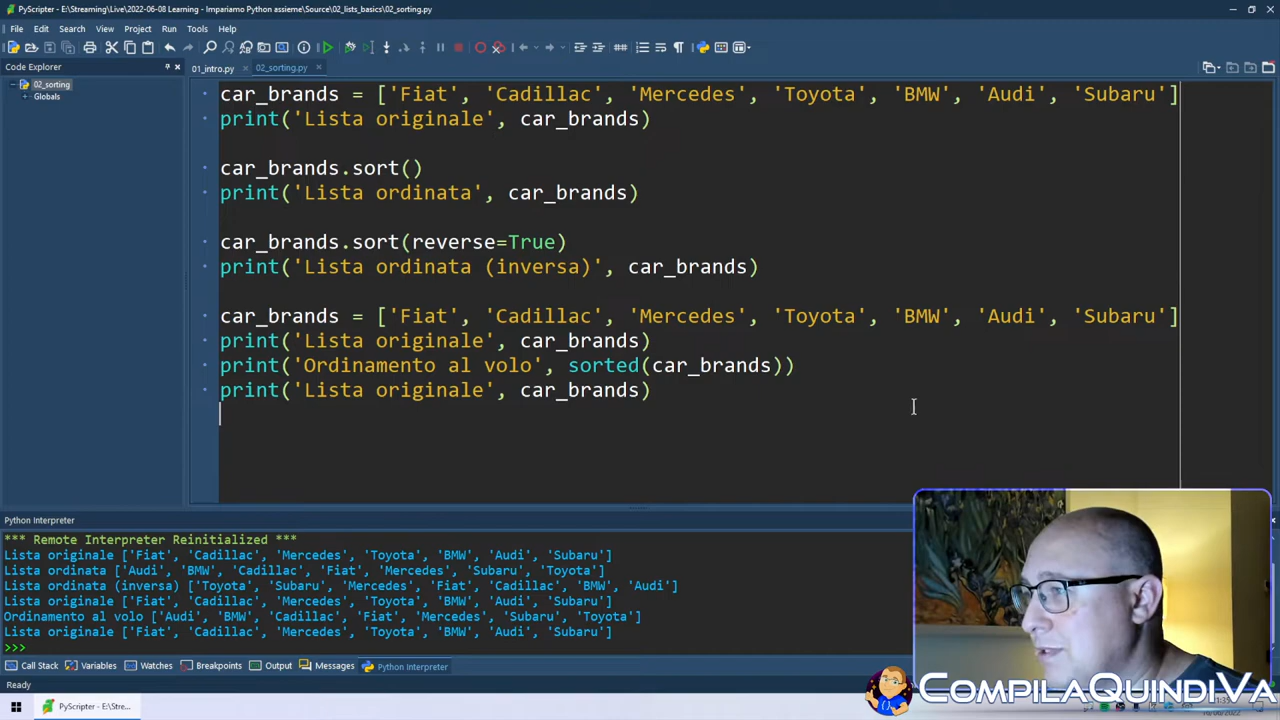 PyScripter - E:\Streaming\Live\2022-06-08 Learning - Impariamo Python assieme\Source\02_lists_basics\02_sorting.py
File Edit Search View Project Run Tools Help
Code Explorer
01_intro.py 02_sorting.py
02_sorting
Globals
car_brands = ['Fiat', 'Cadillac', 'Mercedes', 'Toyota', 'BMW', 'Audi', 'Subaru']
print('Lista originale', car_brands)
car_brands.sort()
print('Lista ordinata', car_brands)
car_brands.sort(reverse=True)
print('Lista ordinata (inversa)', car_brands)
car_brands = ['Fiat', 'Cadillac', 'Mercedes', 'Toyota', 'BMW', 'Audi', 'Subaru']
print('Lista originale', car_brands)
print('Ordinamento al volo', sorted(car_brands))
print('Lista originale', car_brands)
Python Interpreter
*** Remote Interpreter Reinitialized ***
Lista originale ['Fiat', 'Cadillac', 'Mercedes', 'Toyota', 'BMW', 'Audi', 'Subaru']
Lista ordinata ['Audi', 'BMW', 'Cadillac', 'Fiat', 'Mercedes', 'Subaru', 'Toyota']
Lista ordinata (inversa) ['Toyota', 'Subaru', 'Mercedes', 'Fiat', 'Cadillac', 'BMW', 'Audi']
Lista originale ['Fiat', 'Cadillac', 'Mercedes', 'Toyota', 'BMW', 'Audi', 'Subaru']
Ordinamento al volo ['Audi', 'BMW', 'Cadillac', 'Fiat', 'Mercedes', 'Subaru', 'Toyota']
Lista originale ['Fiat', 'Cadillac', 'Mercedes', 'Toyota', 'BMW', 'Audi', 'Subaru']
>>>
Call Stack Variables Watches Breakpoints Output Messages Python Interpreter
Ready
CompilaQuindiVa
PyScripter - E:\Stre...